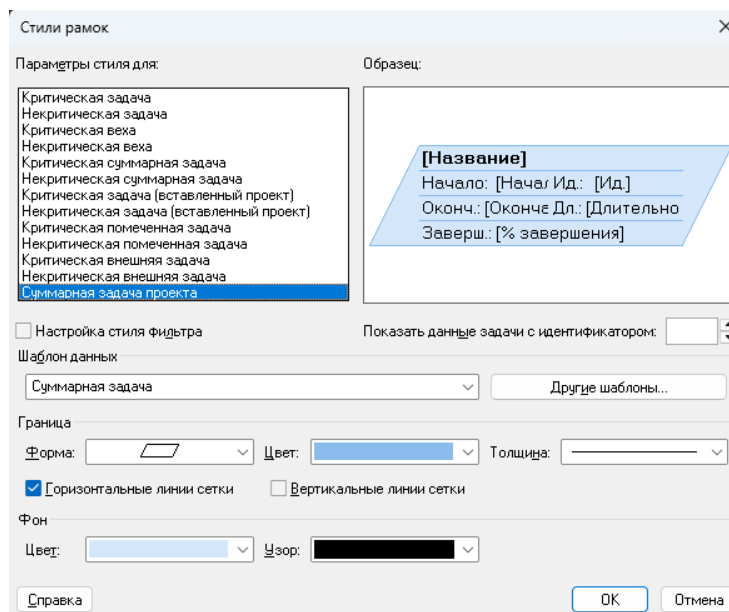 Стили рамок
Параметры стиля для:
Образец:
Критическая задача
Некритическая задача
Критическая веха
Некритическая веха
Критическая суммарная задача
Некритическая суммарная задача
Критическая задача (вставленный проект)
Некритическая задача (вставленный проект)
Критическая помеченная задача
Некритическая помеченная задача
Критическая внешняя задача
Некритическая внешняя задача
Суммарная задача проекта
[Название]
Начало: [Начал Ид.: [Ид.]
Оконч.: [Оконча Дл.: [Длительно
Заверш.: [% завершения]
Настройка стиля фильтра
Показать данные задачи с идентификатором:
Шаблон данных
Суммарная задача
Другие шаблоны...
Граница
Форма:
Цвет:
Толщина:
Горизонтальные линии сетки
Вертикальные линии сетки
Фон
Цвет:
Узор:
Справка
OK
Отмена